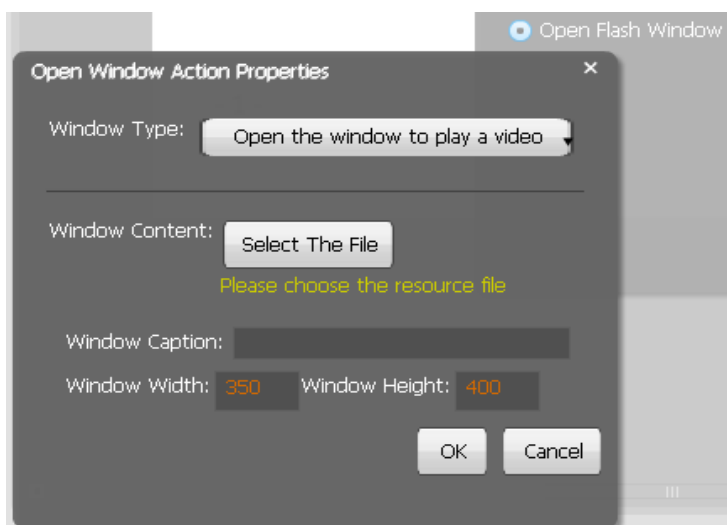 Open Flash Window
Open Window Action Properties
Window Type: Open the window to play a video
Window Content: Select The File
Please choose the resource file
Window Caption:
Window Width: 350 Window Height: 400
OK Cancel